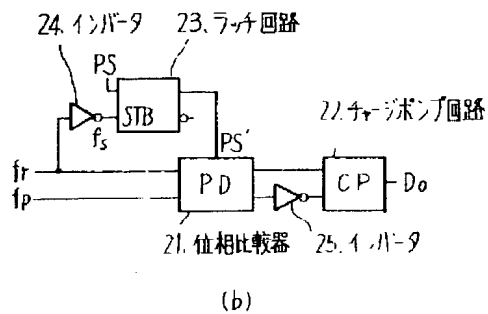 24.インバータ
23.ラッチ回路
PS
STB
fs
PS'
22.チャージポンプ回路
fr
fp
PD
CP
Do
21.位相比較器
25.インバータ
(b)